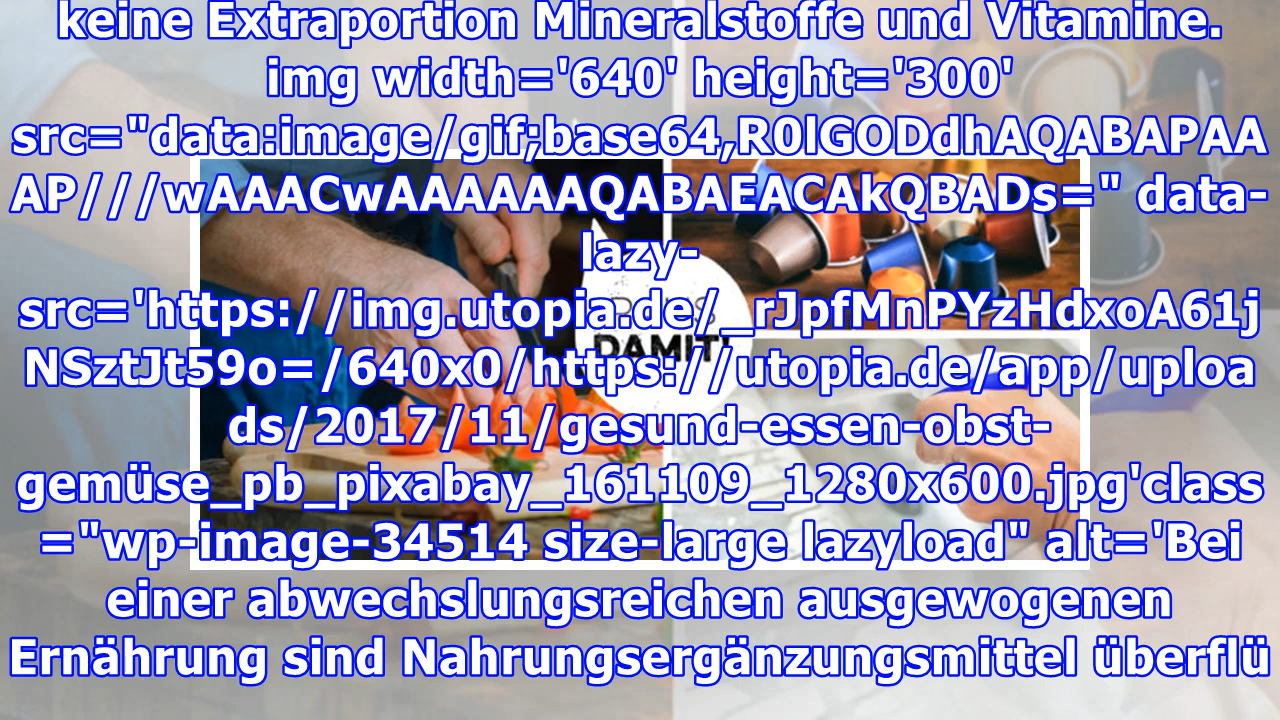 keine Extraportion Mineralstoffe und Vitamine.
img width='640' height='300'
src="data:image/gif;base64,R0lGODdhAQABAPAA
AP///wAAACwAAAAAAQABAEACAkQBADs=" data-
lazy-
src='https://img.utopia.de/_rJpfMnPYzHdxoA61j
NSztJt59o=/640x0/https://utopia.de/app/uploa
ds/2017/11/gesund-essen-obst-
gemüse_pb_pixabay_161109_1280x600.jpg'class
="wp-image-34514 size-large lazyload" alt='Bei
einer abwechslungsreichen ausgewogenen
Ernährung sind Nahrungsergänzungsmittel überflü
DAMIT!